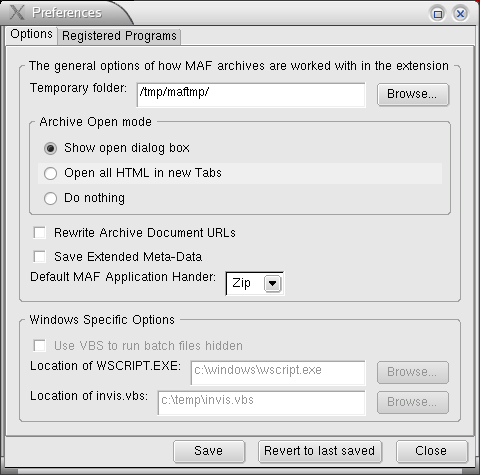 Preferences
Options Registered Programs
The general options of how MAF archives are worked with in the extension
Temporary folder: /tmp/maftmp/ Browse...
Archive Open mode
Show open dialog box
Open all HTML in new Tabs
Do nothing
Rewrite Archive Document URLs
Save Extended Meta-Data
Default MAF Application Hander: Zip
Windows Specific Options
Use VBS to run batch files hidden
Location of WSCRIPT.EXE: c:\windows\wscript.exe Browse...
Location of invis.vbs: c:\temp\invis.vbs Browse...
Save Revert to last saved Close